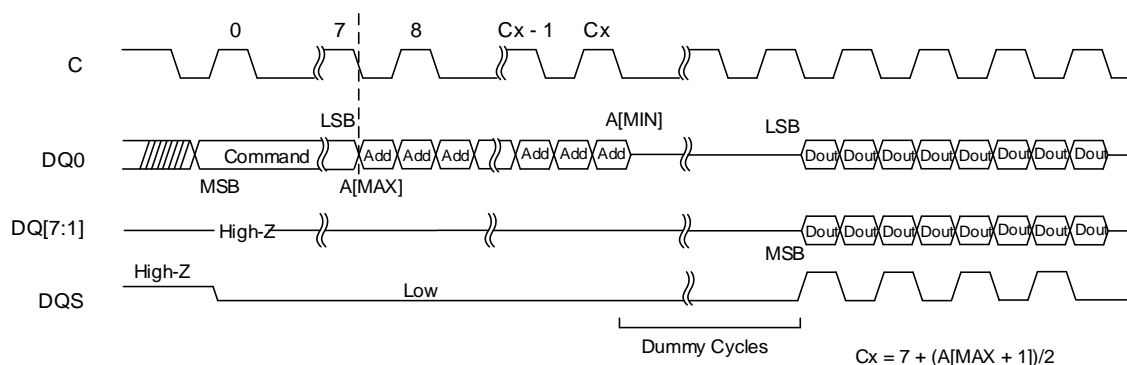 0 7 8 Cx - 1 Cx
C
LSB A[MIN] LSB
DQ0 Command Add Add Add Add Add Add Dout Dout Dout Dout Dout Dout Dout Dout
MSB A[MAX]
DQ[7:1] High-Z Dout Dout Dout Dout Dout Dout Dout Dout
MSB
High-Z
DQS Low
Dummy Cycles
Cx = 7 + (A[MAX + 1])/2